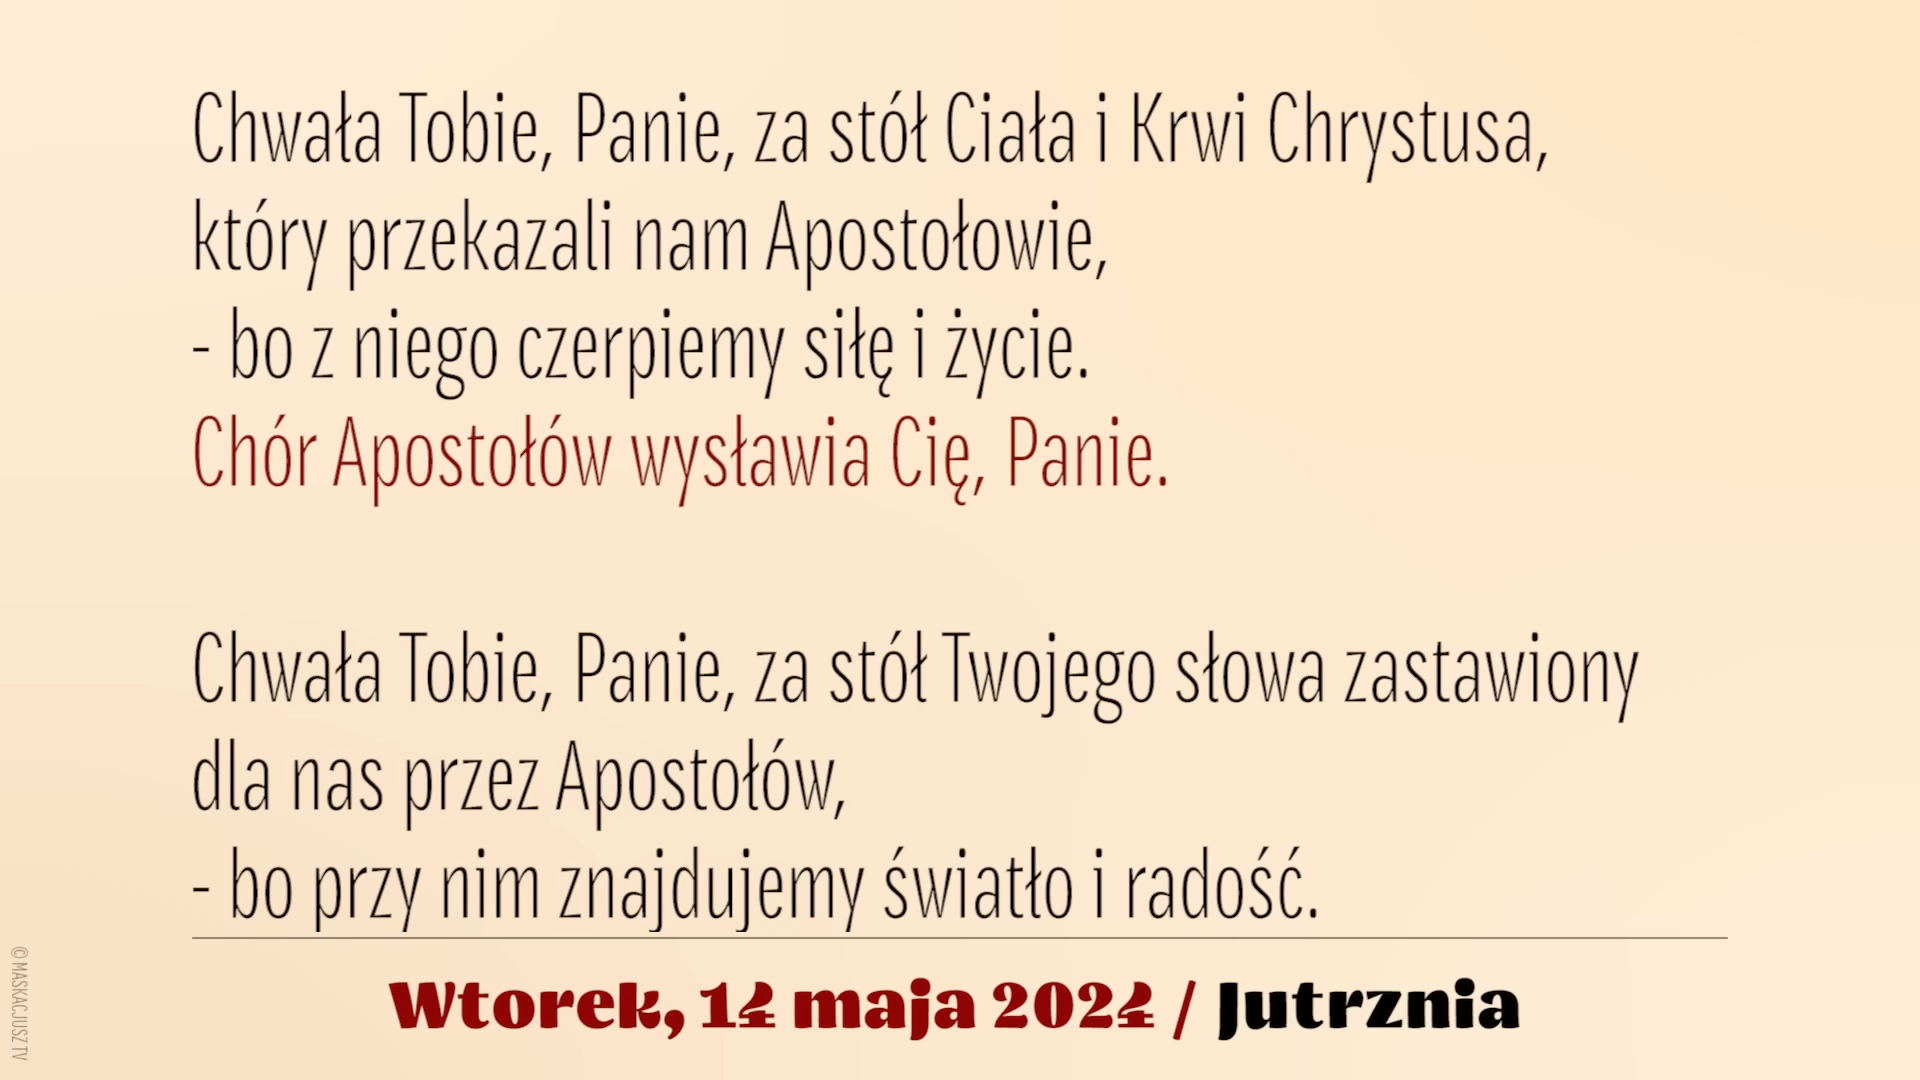 Chwała Tobie, Panie, za stół Ciała i Krwi Chrystusa,
który przekazali nam Apostołowie,
- bo z niego czerpiemy siłę i życie.
Chór Apostołów wysławia Cię, Panie.
Chwała Tobie, Panie, za stół Twojego słowa zastawiony
dla nas przez Apostołów,
- bo przy nim znajdujemy światło i radość.
Wtorek, 14 maja 2024 / Jutrznia
© MASKACJUSZ TV